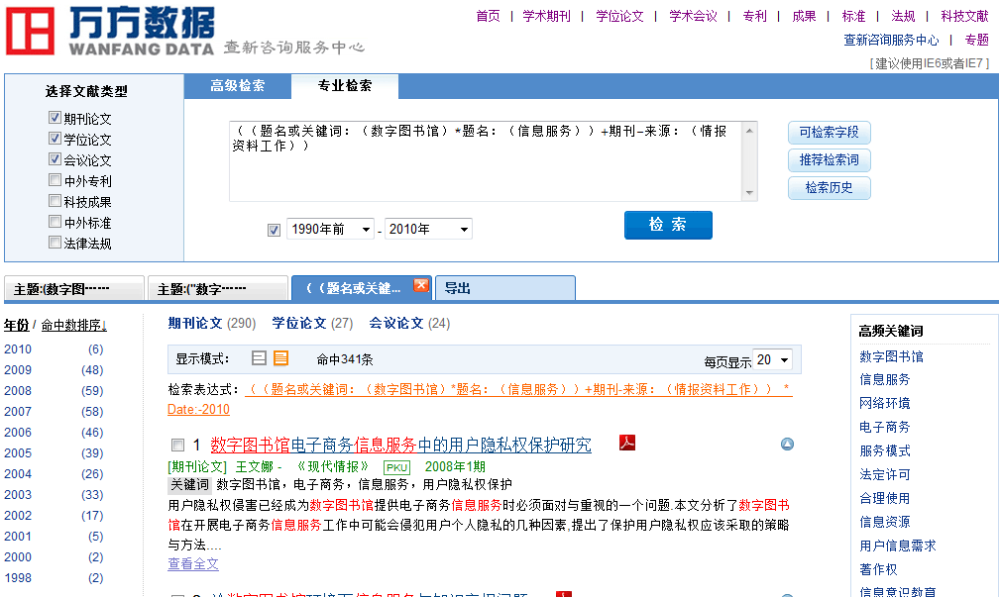 万方数据
WANFANG DATA 查新咨询服务中心
首页 | 学术期刊 | 学位论文 | 学术会议 | 专利 | 成果 | 标准 | 法规 | 科技文献
查新咨询服务中心 | 专题
[ 建议使用IE6或者IE7 ]
选择文献类型
期刊论文
学位论文
会议论文
中外专利
科技成果
中外标准
法律法规
高级检索 专业检索
((题名或关键词:(数字图书馆)*题名:(信息服务))+期刊-来源:(情报
资料工作))
可检索字段
推荐检索词
检索历史
1990年前 - 2010年 检 索
主题:(数字图······ 主题:("数字······ ((题名或关键... 导出
年份 / 命中数排序↓
2010 (6)
2009 (48)
2008 (59)
2007 (58)
2006 (46)
2005 (39)
2004 (26)
2003 (33)
2002 (17)
2001 (5)
2000 (2)
1998 (2)
期刊论文 (290) 学位论文 (27) 会议论文 (24)
显示模式: 命中341条 每页显示 20
检索表达式:((题名或关键词:(数字图书馆)*题名:(信息服务))+期刊-来源:(情报资料工作)) *
Date:-2010
1 数字图书馆电子商务信息服务中的用户隐私权保护研究
[期刊论文] 王文娜 - 《现代情报》 PKU 2008年1期
关键词 数字图书馆，电子商务，信息服务，用户隐私权保护
用户隐私权侵害已经成为数字图书馆提供电子商务信息服务时必须面对与重视的一个问题.本文分析了数字图书
馆在开展电子商务信息服务工作中可能会侵犯用户个人隐私的几种因素,提出了保护用户隐私权应该采取的策略
与方法....
查看全文
高频关键词
数字图书馆
信息服务
网络环境
电子商务
服务模式
法定许可
合理使用
信息资源
用户信息需求
著作权
信息意识教育